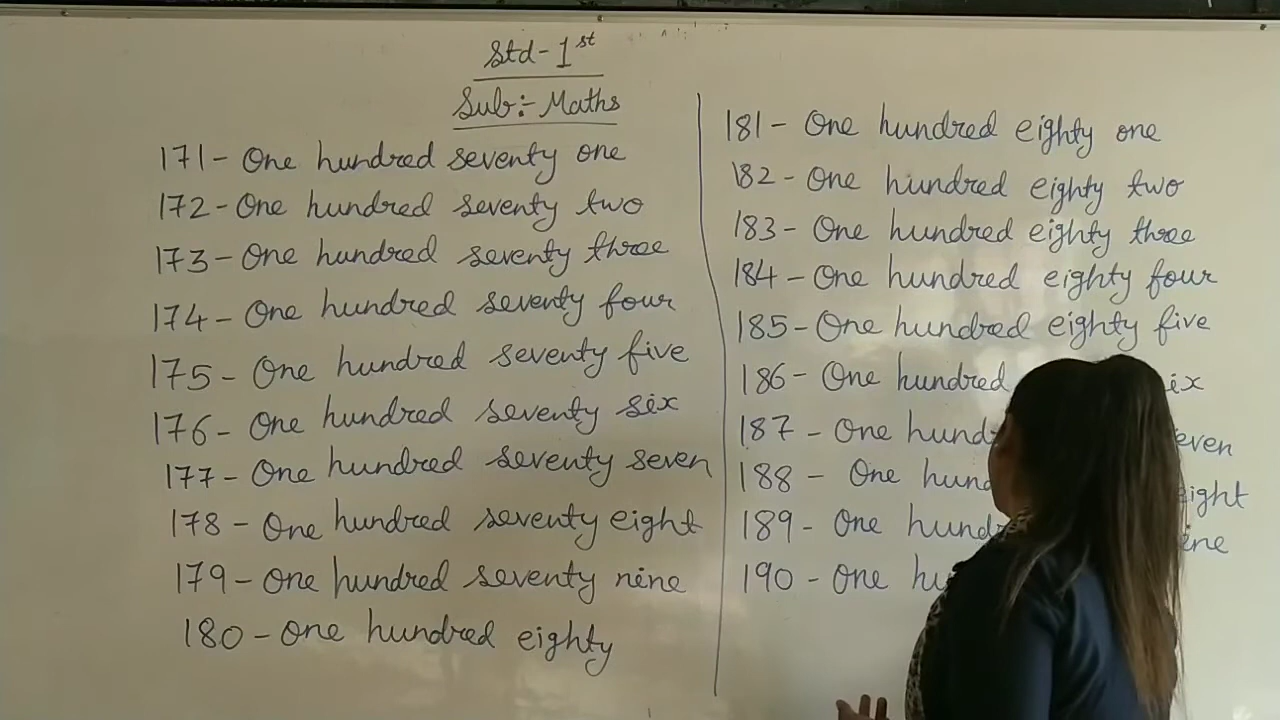 Std-1st
Sub:- Maths
171- One hundred seventy one
172- One hundred seventy two
173- One hundred seventy three
174- One hundred seventy four
175- One hundred seventy five
176- One hundred seventy six
177- One hundred seventy seven
178- One hundred seventy eight
179- One hundred seventy nine
180- One hundred eighty
181- One hundred eighty one
182- One hundred eighty two
183- One hundred eighty three
184- One hundred eighty four
185- One hundred eighty five
186- One hundred
187- One
188- One
189- One
190- One